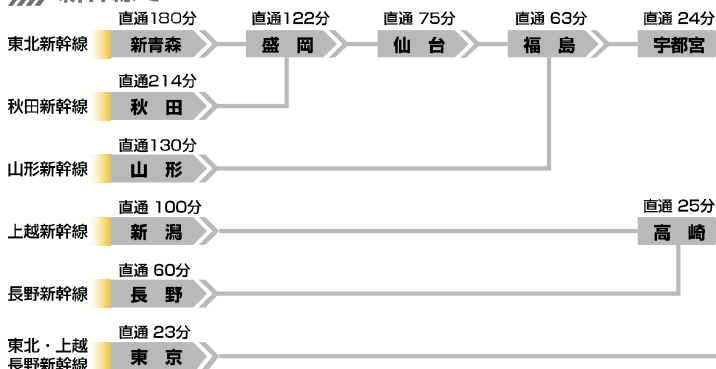 直通180分 直通122分 直通 75分 直通 63分 直通 24分
東北新幹線 新青森 盛 岡 仙 台 福 島 宇都宮
直通214分
秋田新幹線 秋 田
直通130分
山形新幹線 山 形
直通 100分 直通 25分
上越新幹線 新 潟 高 崎
直通 60分
長野新幹線 長 野
直通 23分
東北・上越 東 京
長野新幹線